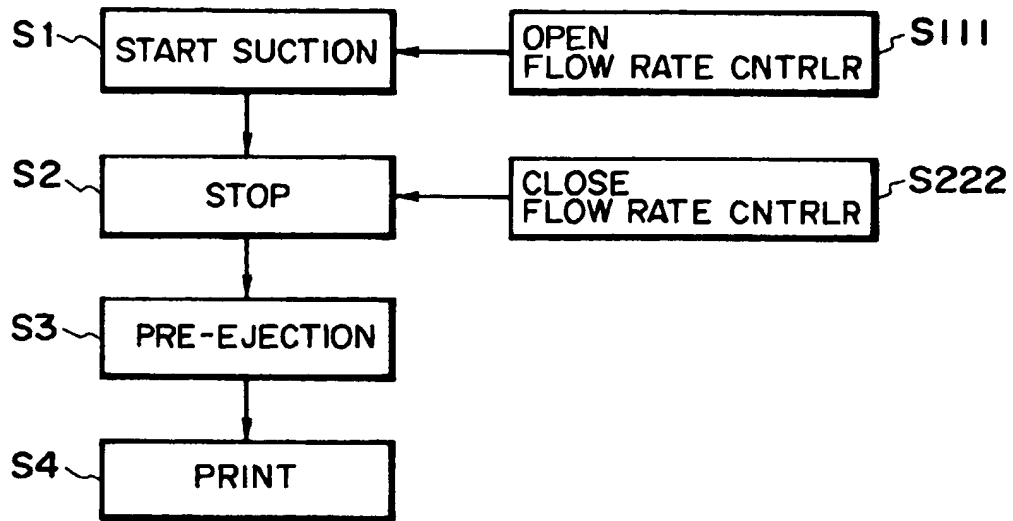 S1
START SUCTION
OPEN
FLOW RATE CNTRLR
S111
S2
STOP
CLOSE
FLOW RATE CNTRLR
S222
S3
PRE-EJECTION
S4
PRINT